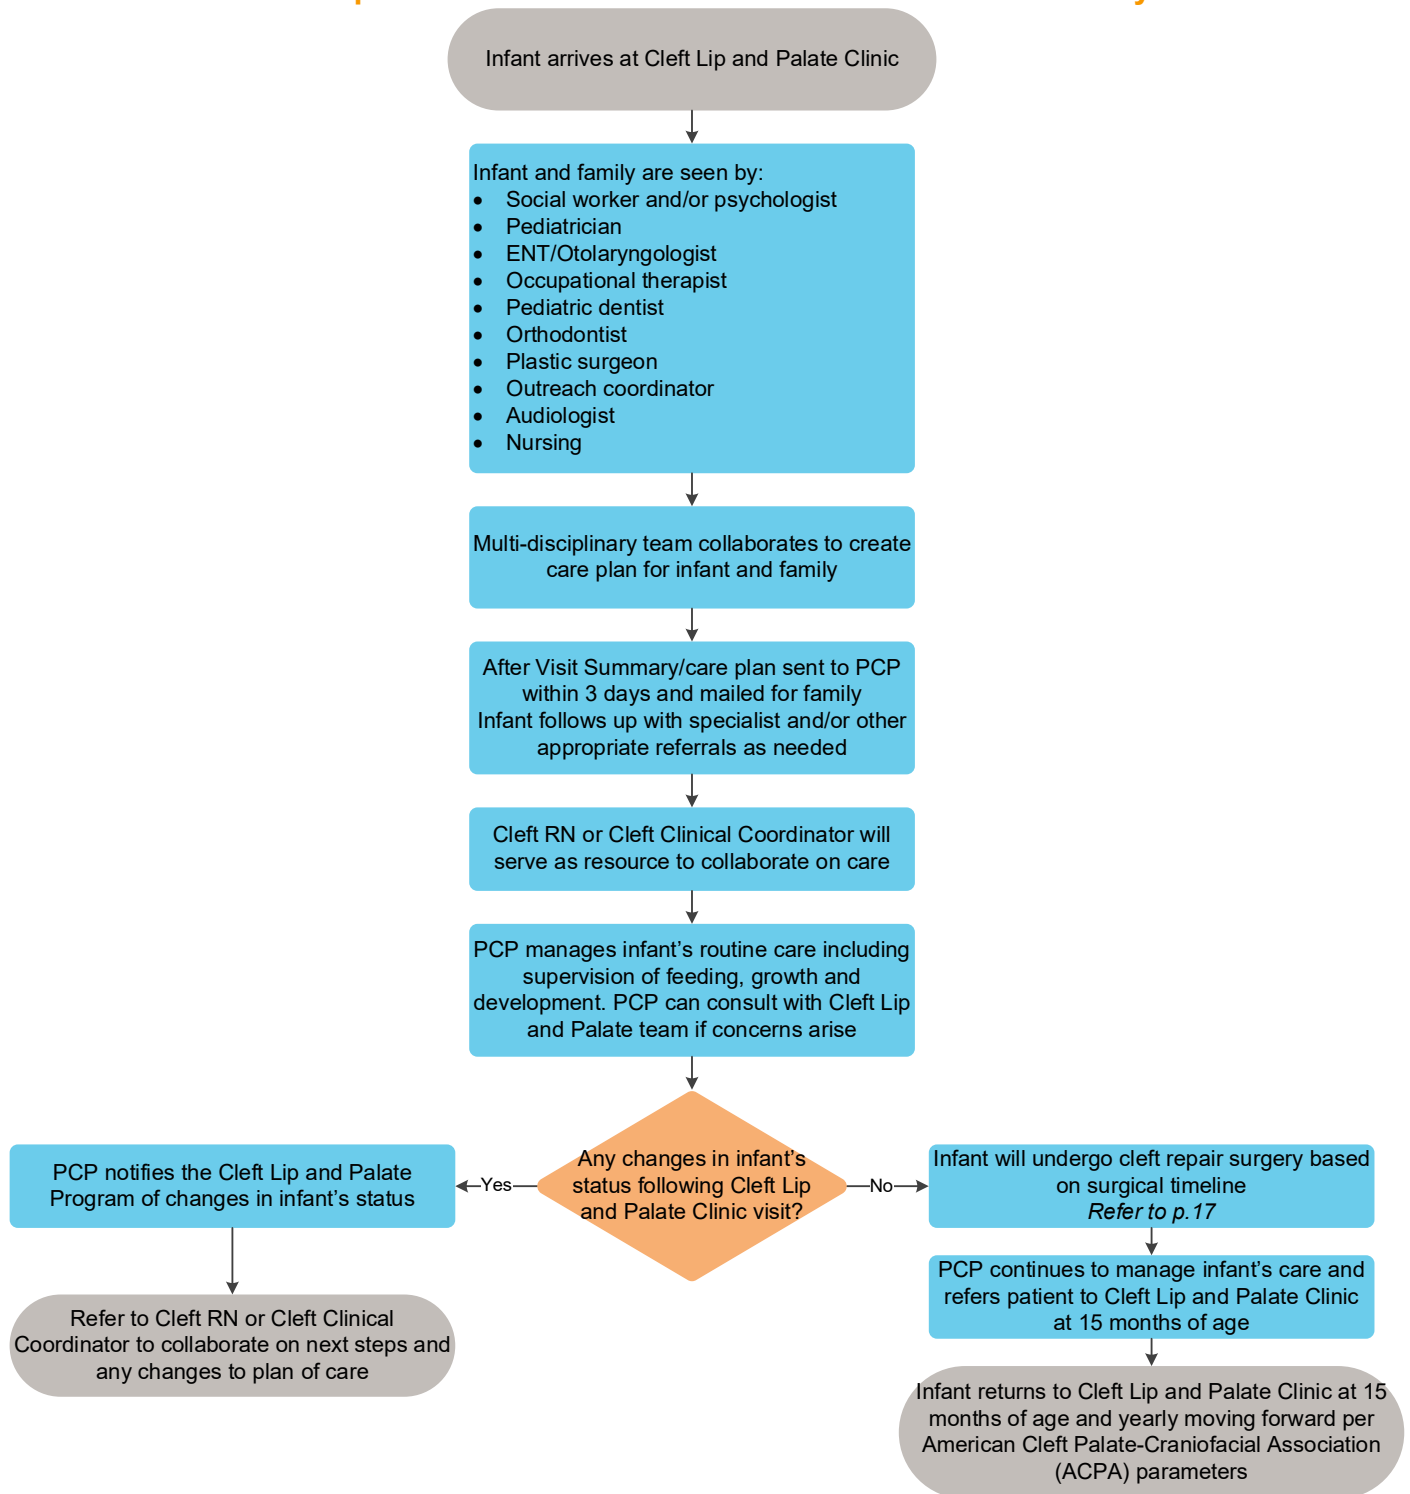 Infant arrives at Cleft Lip and Palate Clinic
Infant and family are seen by:
• Social worker and/or psychologist
• Pediatrician
• ENT/Otolaryngologist
• Occupational therapist
• Pediatric dentist
• Orthodontist
• Plastic surgeon
• Outreach coordinator
• Audiologist
• Nursing
Multi-disciplinary team collaborates to create
care plan for infant and family
After Visit Summary/care plan sent to PCP
within 3 days and mailed for family
Infant follows up with specialist and/or other
appropriate referrals as needed
Cleft RN or Cleft Clinical Coordinator will
serve as resource to collaborate on care
PCP manages infant’s routine care including
supervision of feeding, growth and
development. PCP can consult with Cleft Lip
and Palate team if concerns arise
Any changes in infant’s
status following Cleft Lip
and Palate Clinic visit?
Yes
No
PCP notifies the Cleft Lip and Palate
Program of changes in infant’s status
Refer to Cleft RN or Cleft Clinical
Coordinator to collaborate on next steps and
any changes to plan of care
Infant will undergo cleft repair surgery based
on surgical timeline
Refer to p.17
PCP continues to manage infant’s care and
refers patient to Cleft Lip and Palate Clinic
at 15 months of age
Infant returns to Cleft Lip and Palate Clinic at 15
months of age and yearly moving forward per
American Cleft Palate-Craniofacial Association
(ACPA) parameters